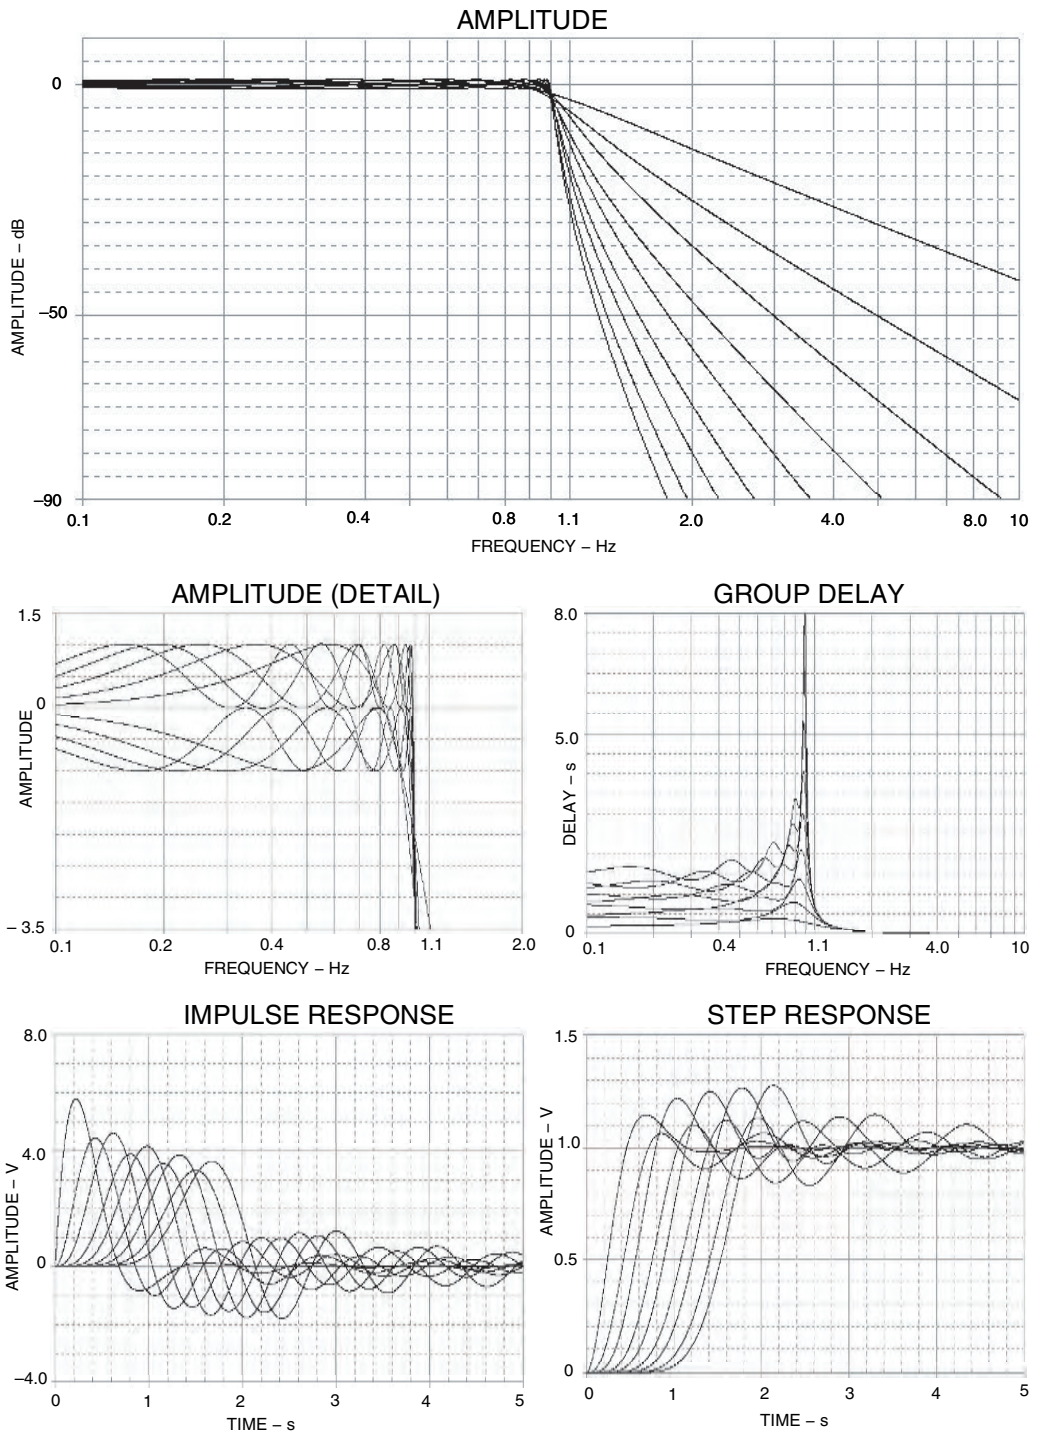 AMPLITUDE
AMPLITUDE – dB
0
–50
–90
0.1 0.2 0.4 0.8 1.1 2.0 4.0 8.0 10
FREQUENCY – Hz
AMPLITUDE (DETAIL)
AMPLITUDE
1.5
0
–3.5
0.1 0.2 0.4 0.8 1.1 2.0
FREQUENCY – Hz
GROUP DELAY
DELAY – s
8.0
5.0
0
0.1 0.4 1.1 4.0 10
FREQUENCY – Hz
IMPULSE RESPONSE
AMPLITUDE – V
8.0
4.0
0
–4.0
0 1 2 3 4 5
TIME – s
STEP RESPONSE
AMPLITUDE – V
1.5
1.0
0.5
0
0 1 2 3 4 5
TIME – s